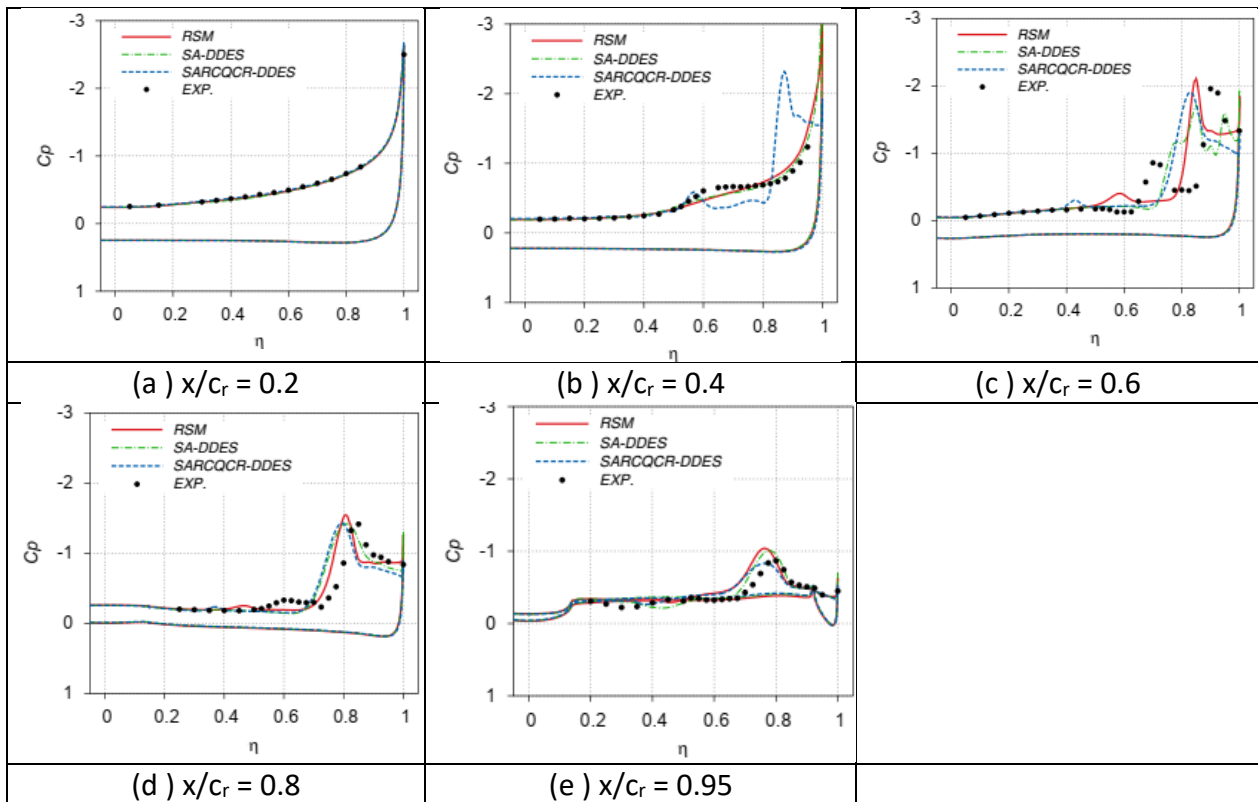 -3
-2
-1
0
1
Cp
RSM
SA-DDES
SARCQCR-DDES
EXP.
0 0.2 0.4 0.6 0.8 1
η
(a ) x/cr = 0.2
-3
-2
-1
0
1
Cp
RSM
SA-DDES
SARCQCR-DDES
EXP.
0 0.2 0.4 0.6 0.8 1
η
(b ) x/cr = 0.4
-3
-2
-1
0
1
Cp
RSM
SA-DDES
SARCQCR-DDES
EXP.
0 0.2 0.4 0.6 0.8 1
η
(c ) x/cr = 0.6
-3
-2
-1
0
1
Cp
RSM
SA-DDES
SARCQCR-DDES
EXP.
0 0.2 0.4 0.6 0.8 1
η
(d ) x/cr = 0.8
-3
-2
-1
0
1
Cp
RSM
SA-DDES
SARCQCR-DDES
EXP.
0 0.2 0.4 0.6 0.8 1
η
(e ) x/cr = 0.95